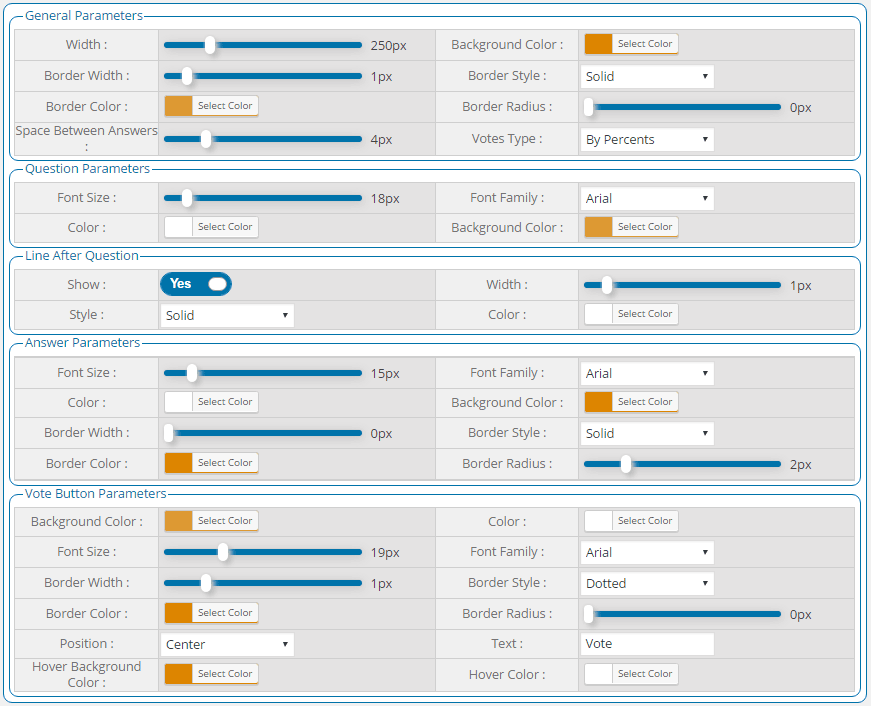 General Parameters
Width : 250px Background Color : Select Color
Border Width : 1px Border Style : Solid
Border Color : Select Color Border Radius : 0px
Space Between Answers
: 4px Votes Type : By Percents
Question Parameters
Font Size : 18px Font Family : Arial
Color : Select Color Background Color : Select Color
Line After Question
Show : Yes Width : 1px
Style : Solid Color : Select Color
Answer Parameters
Font Size : 15px Font Family : Arial
Color : Select Color Background Color : Select Color
Border Width : 0px Border Style : Solid
Border Color : Select Color Border Radius : 2px
Vote Button Parameters
Background Color : Select Color Color : Select Color
Font Size : 19px Font Family : Arial
Border Width : 1px Border Style : Dotted
Border Color : Select Color Border Radius : 0px
Position : Center Text : Vote
Hover Background
Color : Select Color Hover Color : Select Color